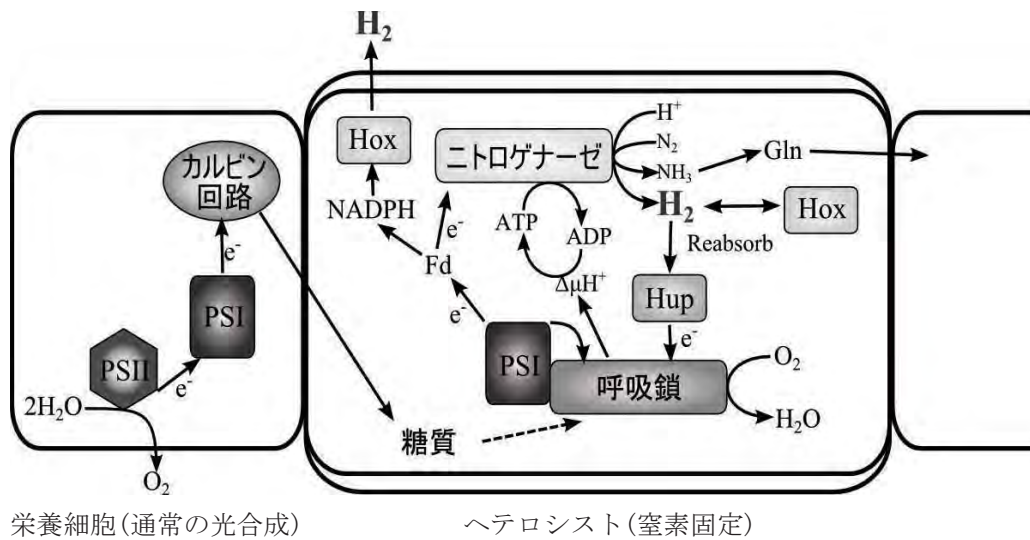 H₂
Hox
ニトロゲナーゼ
H⁺
N₂
NH₃
Gln
H₂
Hox
Reabsorb
カルビン
回路
NADPH
e⁻
ATP
ADP
Fd
ΔμH⁺
Hup
e⁻
e⁻
PSI
e⁻
PSI
呼吸鎖
O₂
H₂O
PSII
e⁻
2H₂O
O₂
糖質
栄養細胞(通常の光合成)
ヘテロシスト(窒素固定)